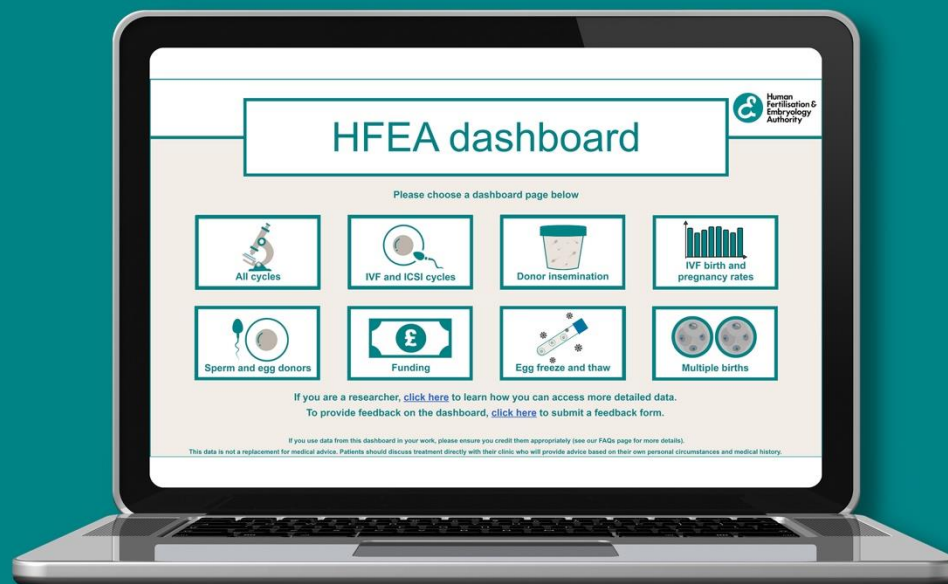 Human
Fertilisation &
Embryology
Authority
HFEA dashboard
Please choose a dashboard page below
All cycles
IVF and ICSI cycles
Donor insemination
IVF birth and
pregnancy rates
Sperm and egg donors
£
Funding
Egg freeze and thaw
Multiple births
If you are a researcher, click here to learn how you can access more detailed data.
To provide feedback on the dashboard, click here to submit a feedback form.
If you use data from this dashboard in your work, please ensure you credit them appropriately (see our FAQs page for more details).
This data is not a replacement for medical advice. Patients should discuss treatment directly with their clinic who will provide advice based on their own personal circumstances and medical history.